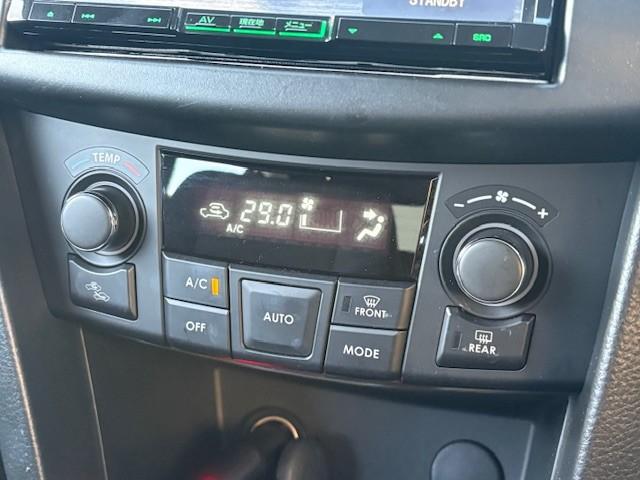 STANDBY
AV 現在地 メニュー SRC
TEMP
29.0
A/C
− +
A/C
OFF
AUTO
FRONT
MODE
REAR